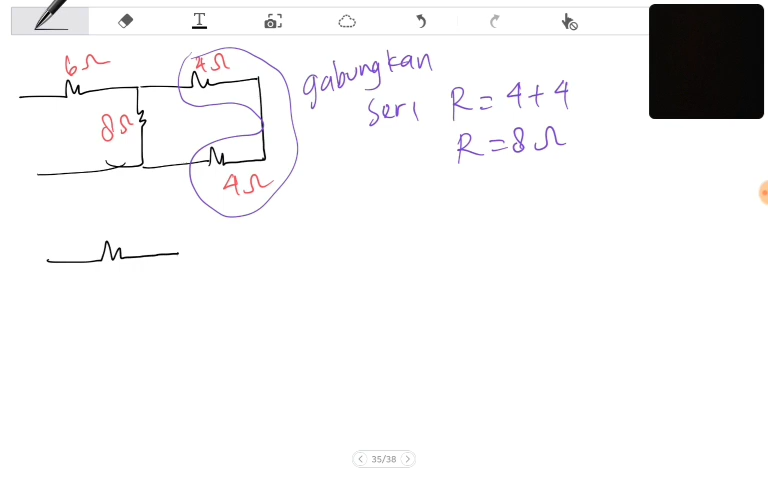 6Ω
4Ω
8Ω
4Ω
gabungkan
seri
R = 4 + 4
R = 8 Ω
T
35/38